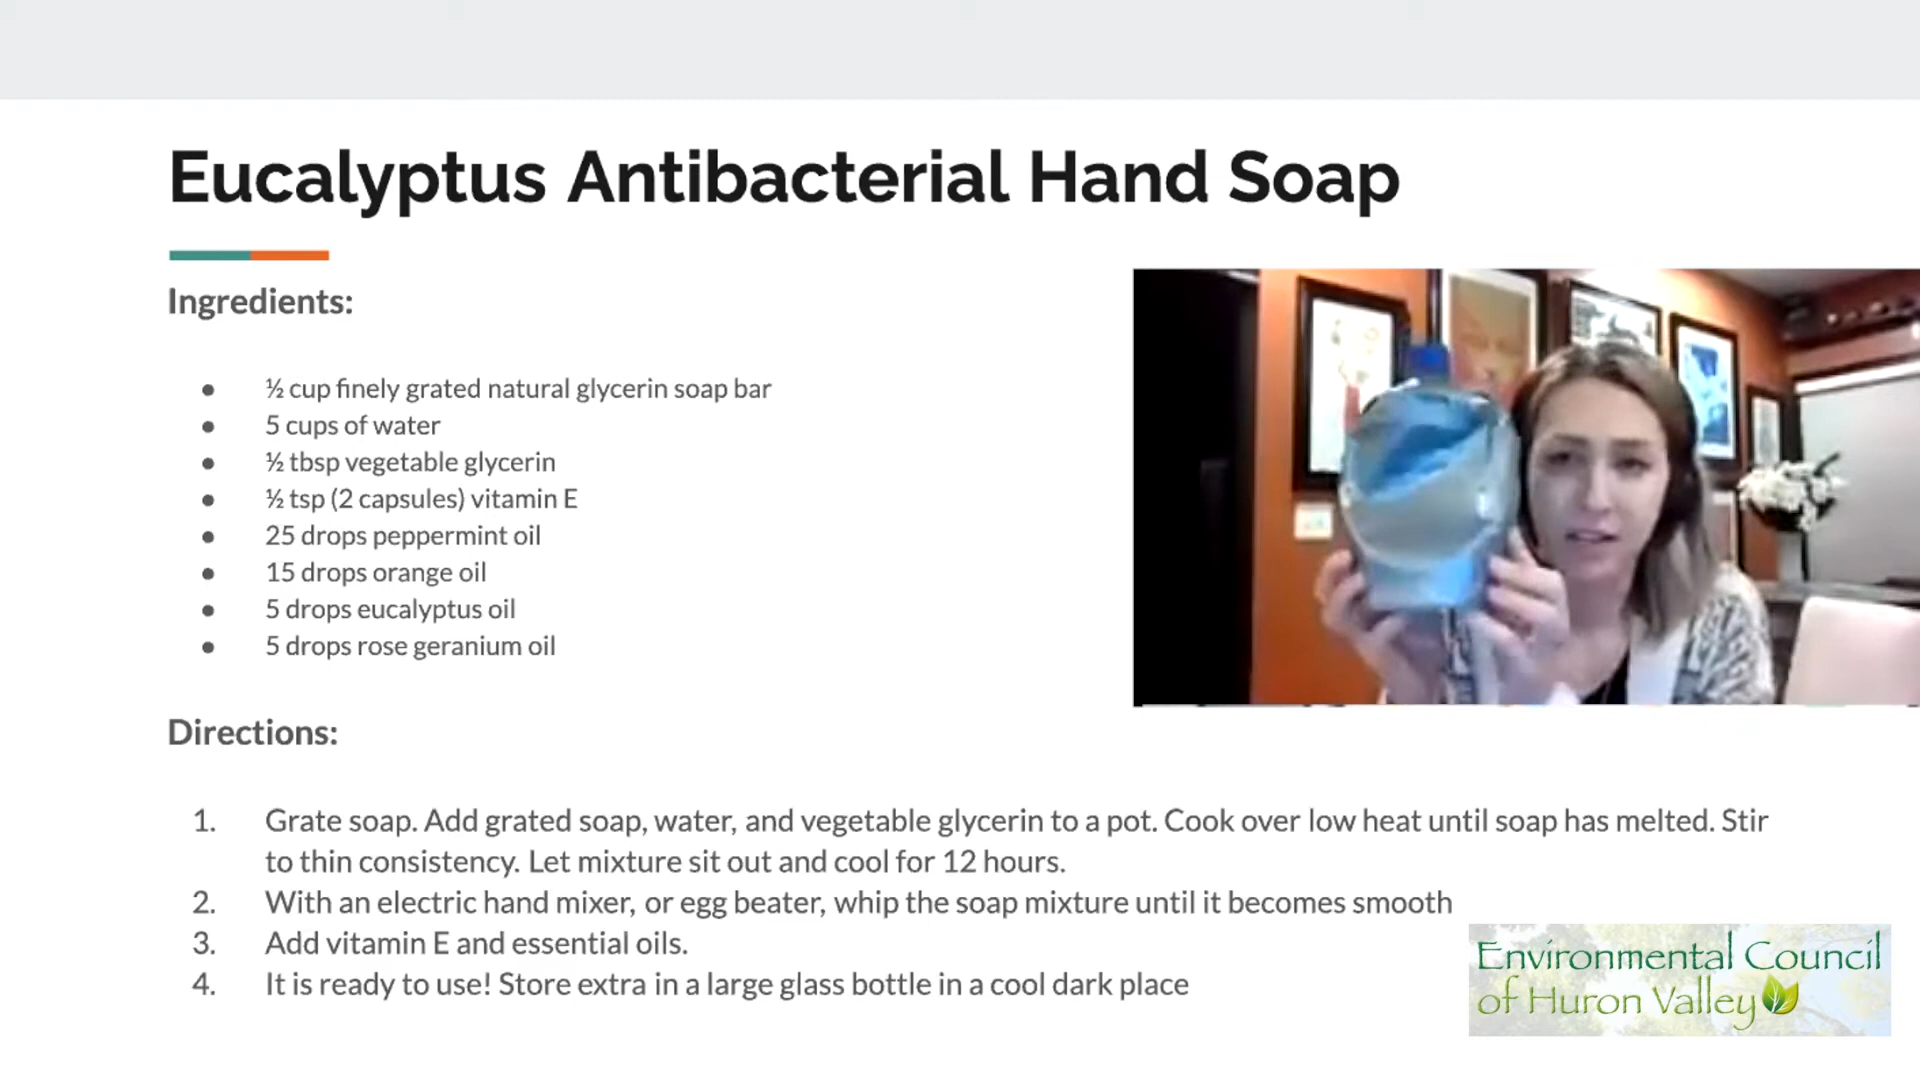 Eucalyptus Antibacterial Hand Soap
Ingredients:
● ½ cup finely grated natural glycerin soap bar
● 5 cups of water
● ½ tbsp vegetable glycerin
● ½ tsp (2 capsules) vitamin E
● 25 drops peppermint oil
● 15 drops orange oil
● 5 drops eucalyptus oil
● 5 drops rose geranium oil
Directions:
1. Grate soap. Add grated soap, water, and vegetable glycerin to a pot. Cook over low heat until soap has melted. Stir
to thin consistency. Let mixture sit out and cool for 12 hours.
2. With an electric hand mixer, or egg beater, whip the soap mixture until it becomes smooth
3. Add vitamin E and essential oils.
4. It is ready to use! Store extra in a large glass bottle in a cool dark place
Environmental Council
of Huron Valley